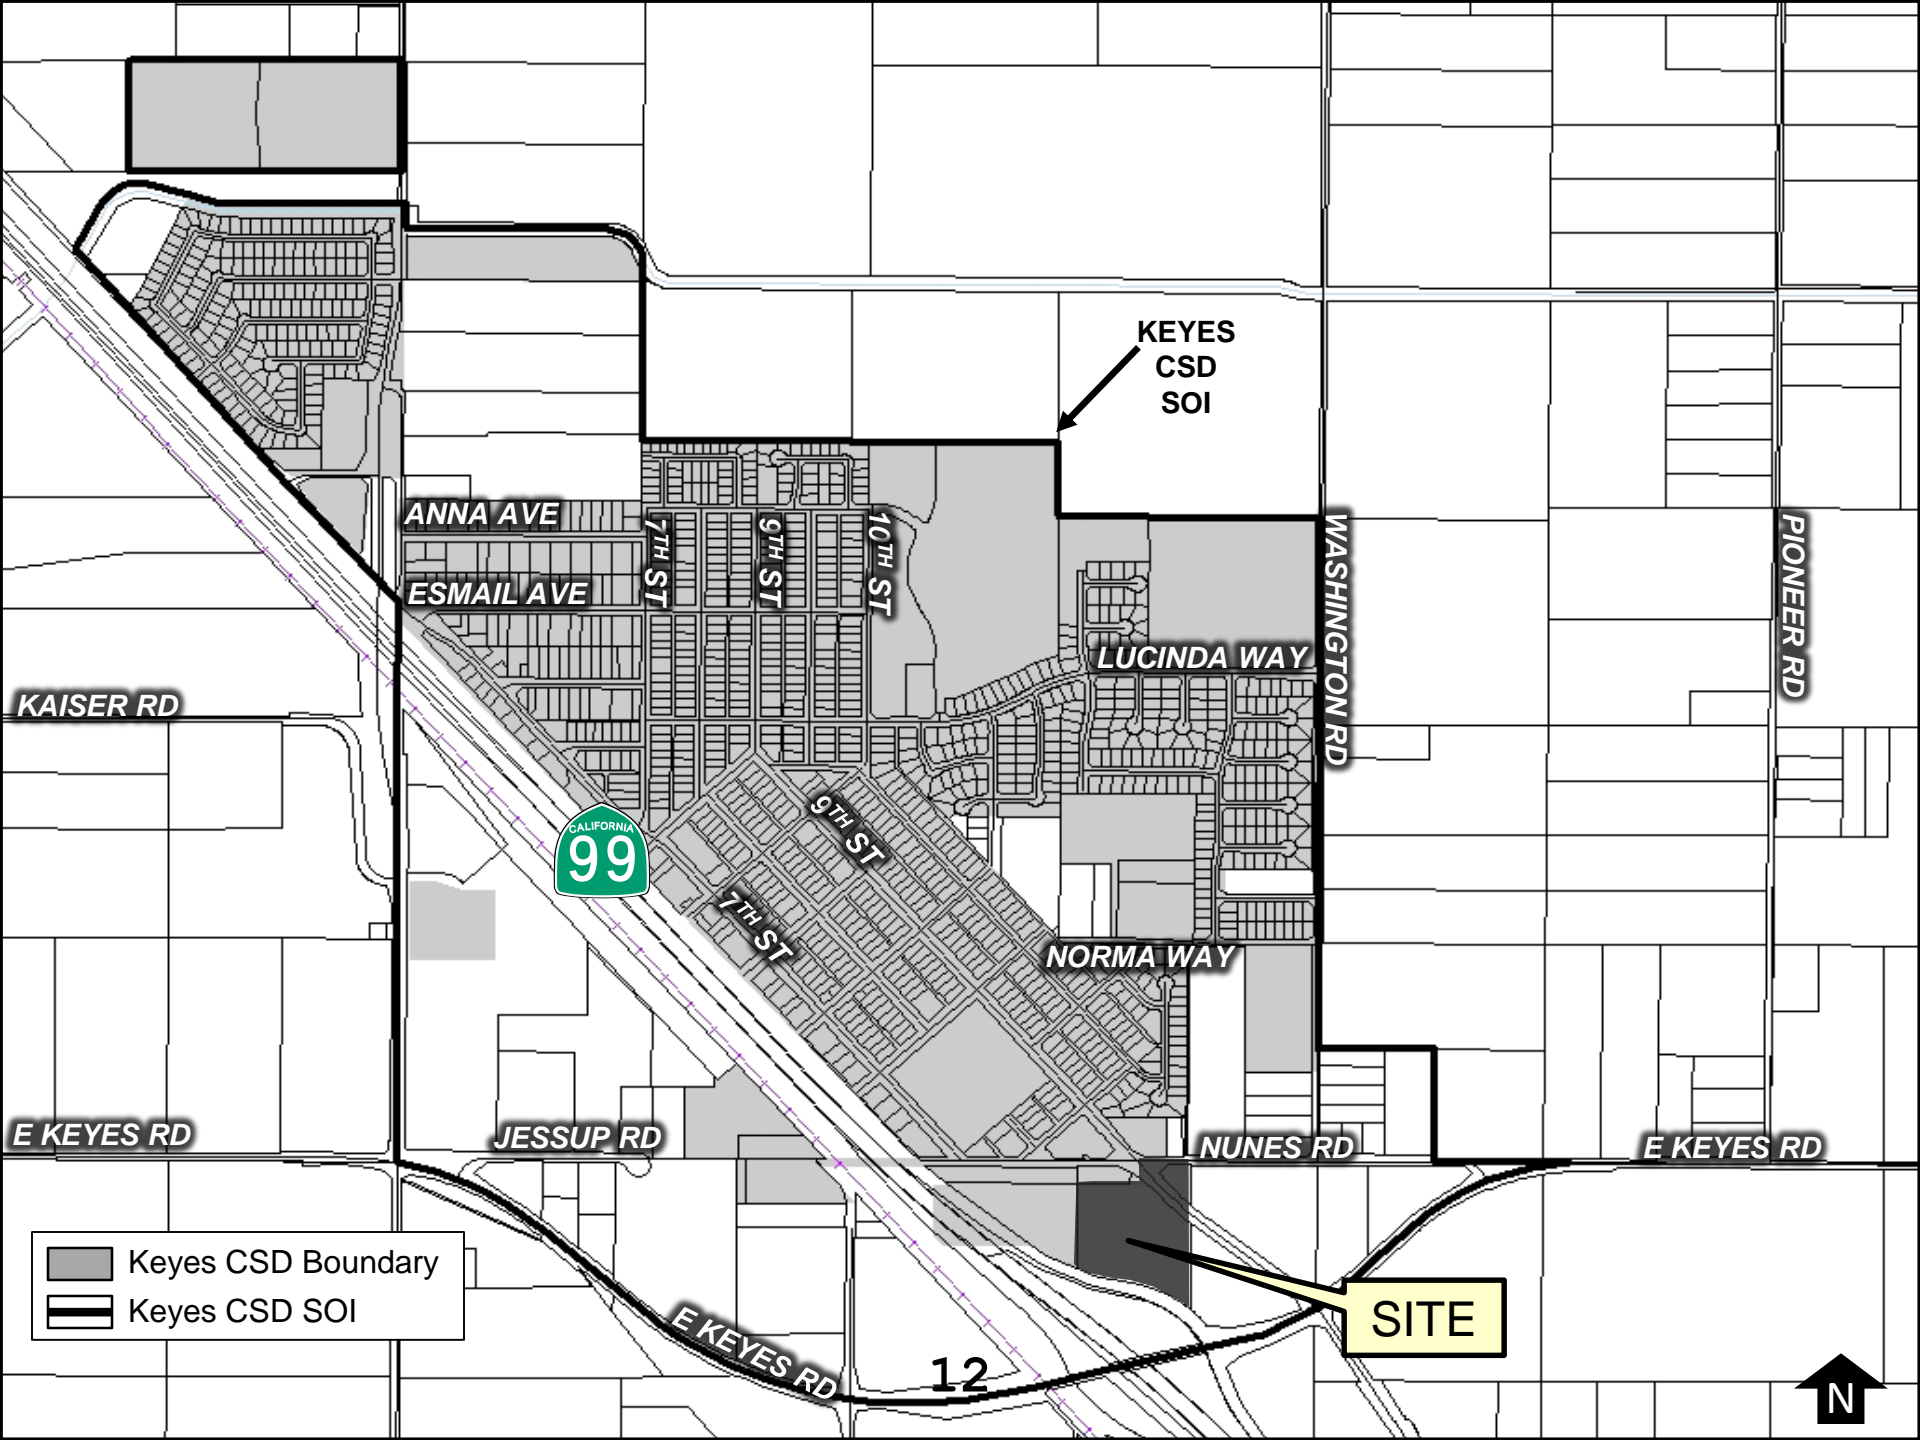 KEYES
CSD
SOI
ANNA AVE
7TH ST
9TH ST
10TH ST
WASHINGTON RD
PIONEER RD
ESMAIL AVE
LUCINDA WAY
KAISER RD
CALIFORNIA
99
9TH ST
7TH ST
NORMA WAY
E KEYES RD
JESSUP RD
NUNES RD
E KEYES RD
Keyes CSD Boundary
Keyes CSD SOI
E KEYES RD
12
SITE
N